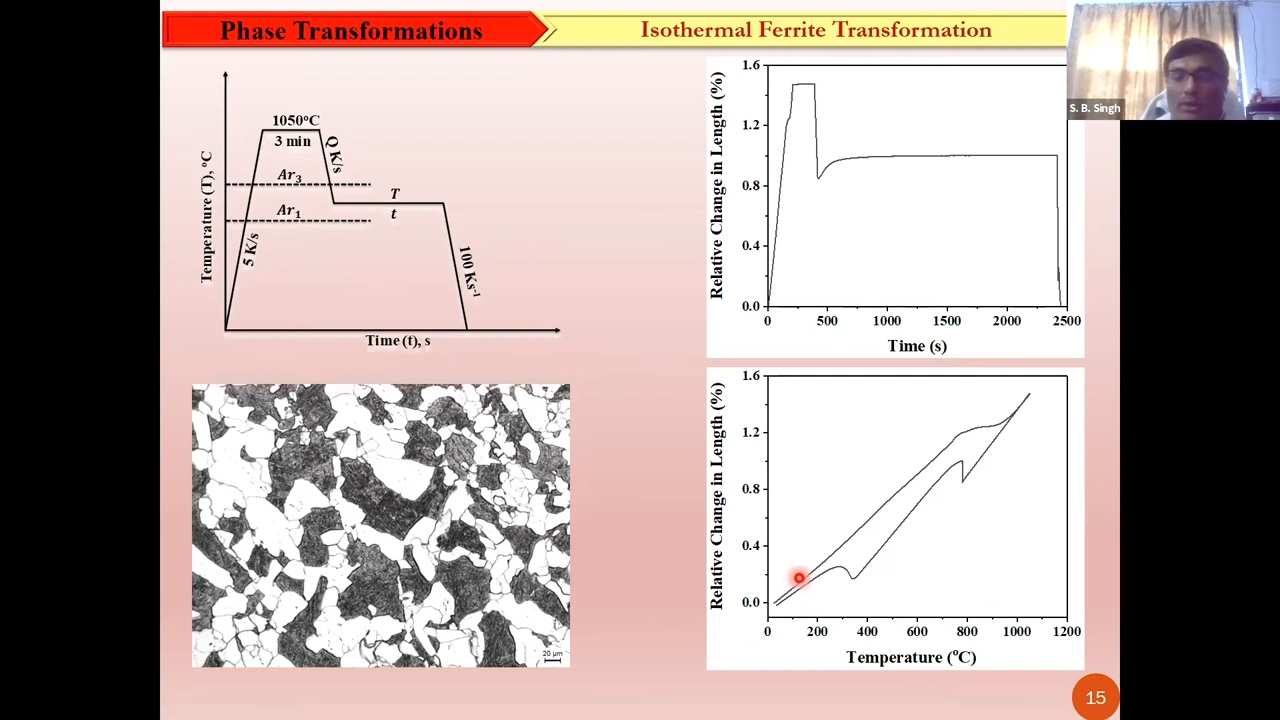 Phase Transformations
Isothermal Ferrite Transformation
S. B. Singh
Temperature (T), °C
1050°C
3 min
Q K/s
Ar₃
T
t
Ar₁
5 K/s
100 Ks⁻¹
Time (t), s
Relative Change in Length (%)
1.6
1.2
0.8
0.4
0.0
0 500 1000 1500 2000 2500
Time (s)
20 µm
Relative Change in Length (%)
1.6
1.2
0.8
0.4
0.0
0 200 400 600 800 1000 1200
Temperature (°C)
15